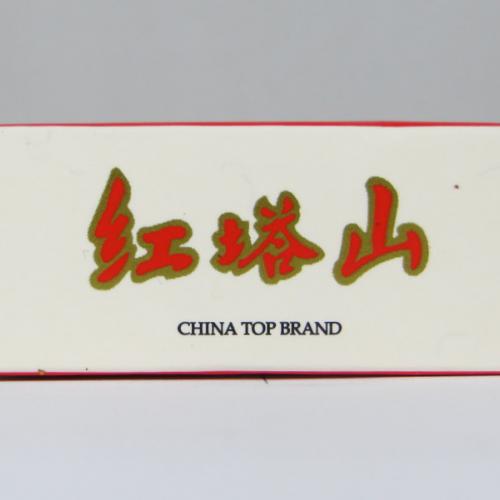 红塔山
CHINA TOP BRAND